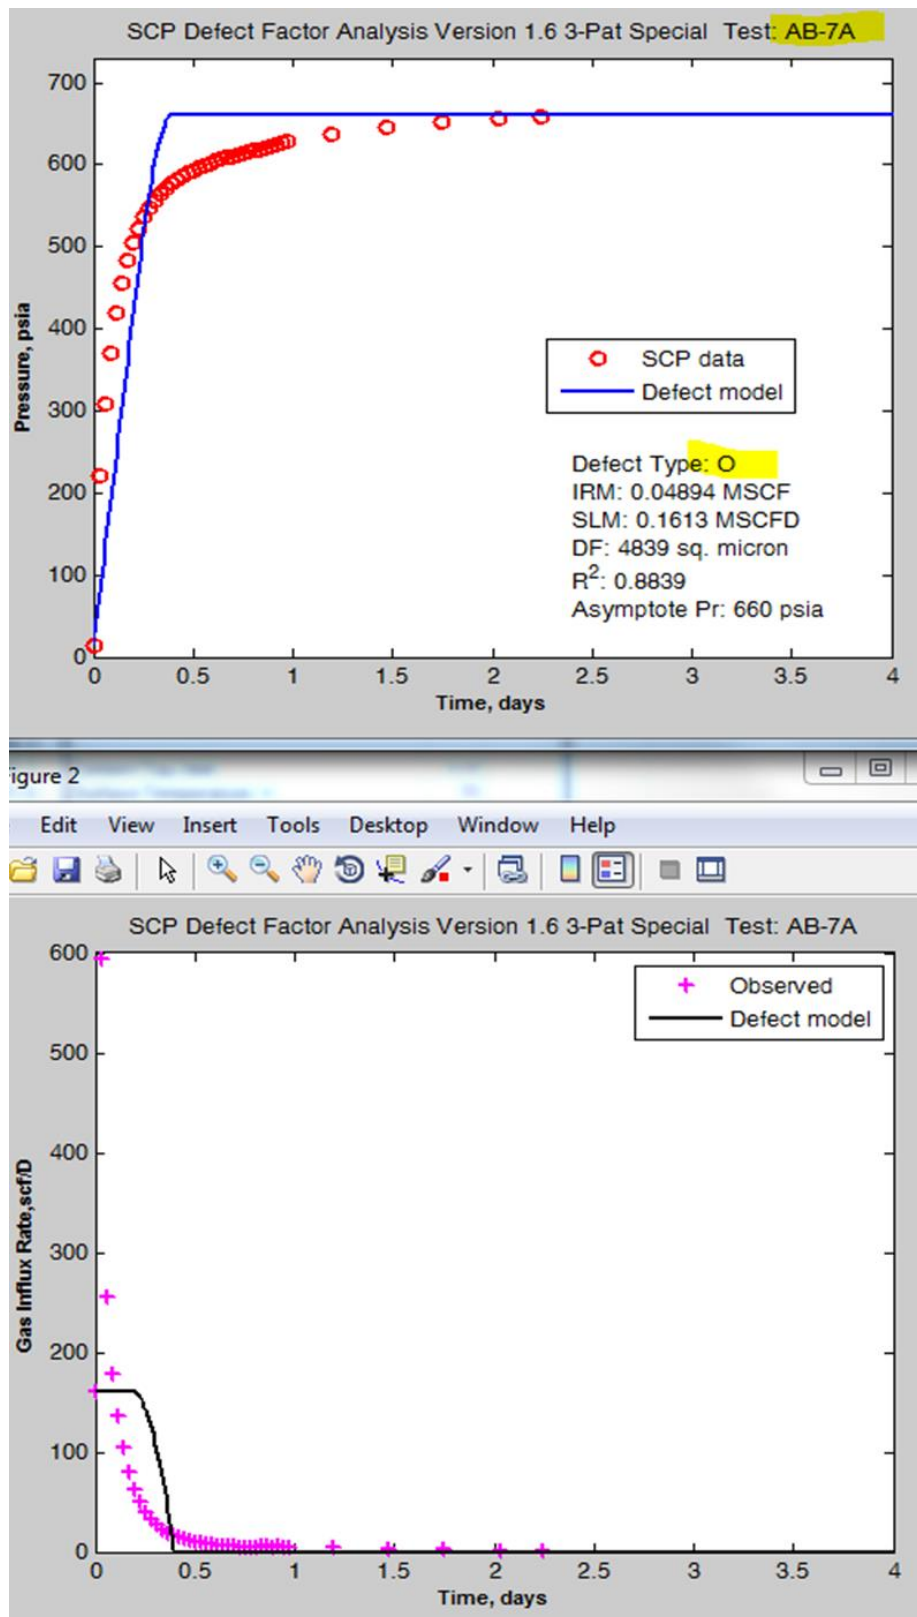 SCP Defect Factor Analysis Version 1.6 3-Pat Special Test: AB-7A
700
600
500
400
300
200
100
0
Pressure, psia
SCP data
Defect model
Defect Type: O
IRM: 0.04894 MSCF
SLM: 0.1613 MSCFD
DF: 4839 sq. micron
R²: 0.8839
Asymptote Pr: 660 psia
0 0.5 1 1.5 2 2.5 3 3.5 4
Time, days
igure 2
Edit View Insert Tools Desktop Window Help
SCP Defect Factor Analysis Version 1.6 3-Pat Special Test: AB-7A
600
500
400
300
200
100
0
Gas Influx Rate,scf/D
Observed
Defect model
0 0.5 1 1.5 2 2.5 3 3.5 4
Time, days